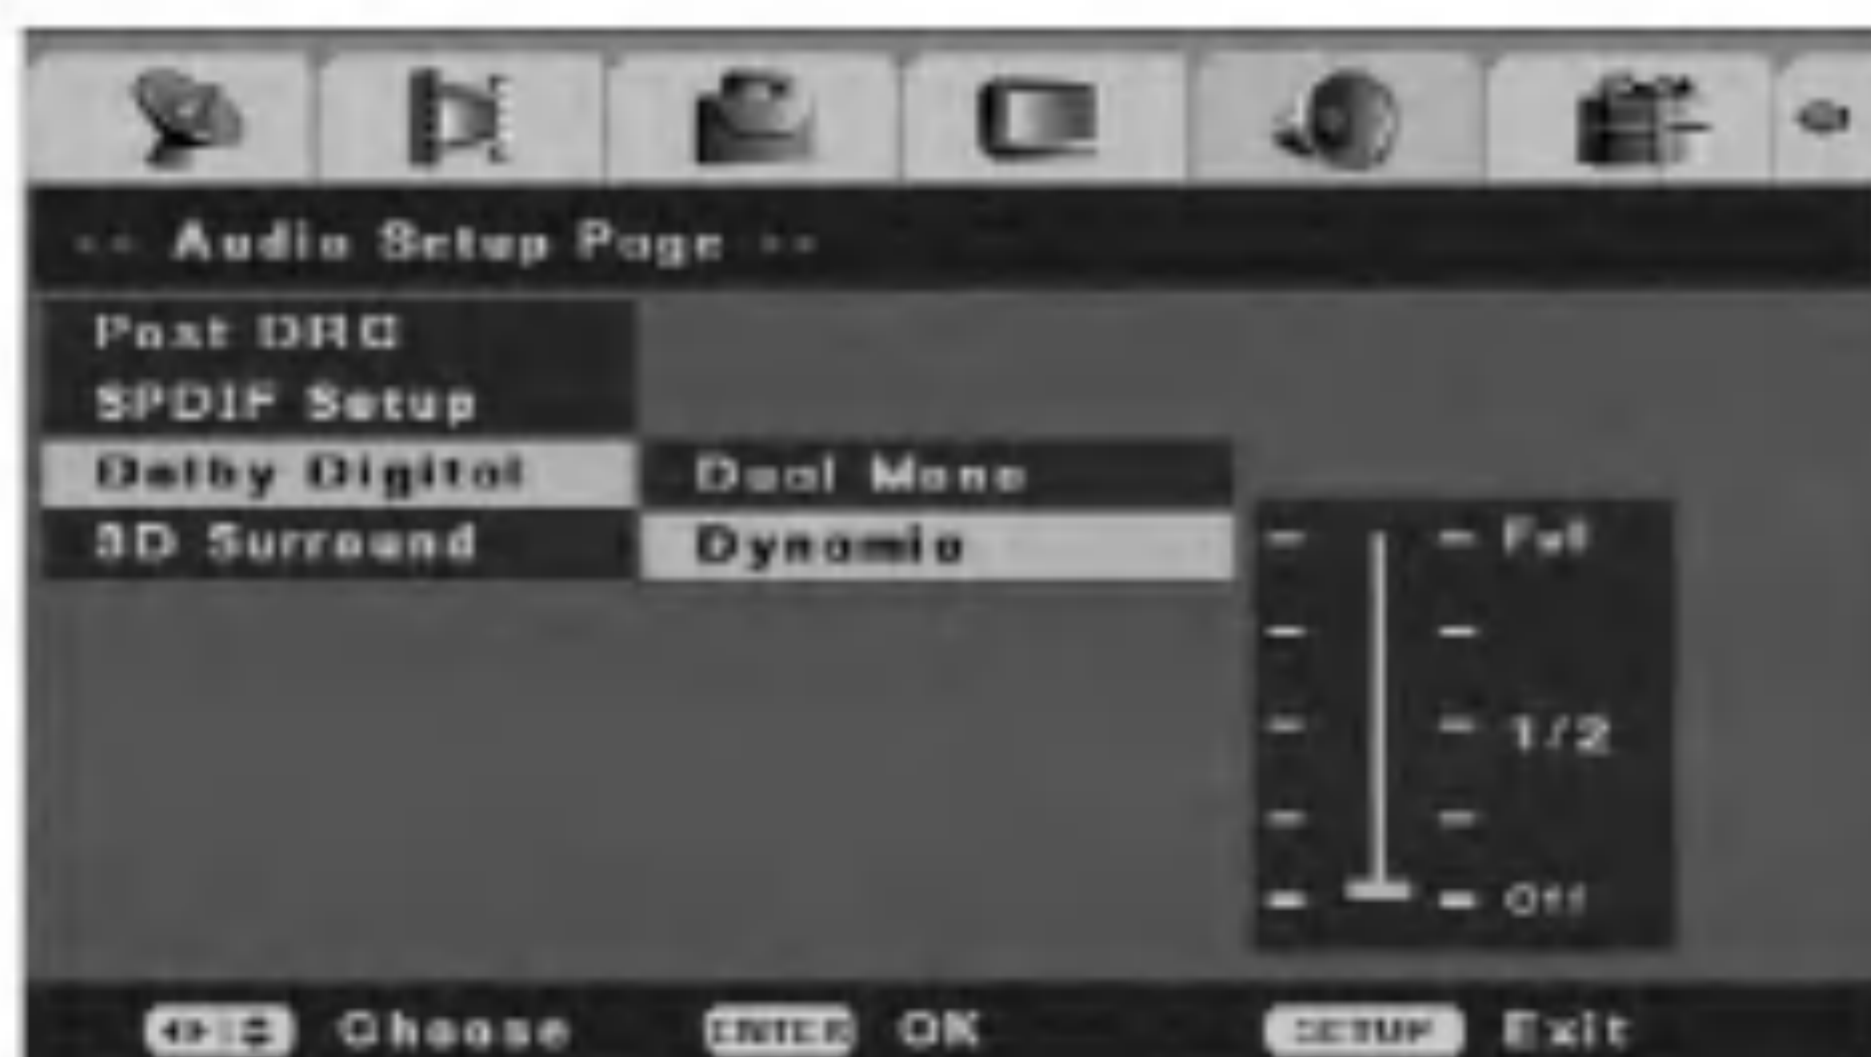 -- Audio Setup Page --
Post DRC
SPDIF Setup
Dolby Digital
Dual Mono
3D Surround
Dynamic
Full
1/2
Off
Choose
ENTER OK
SETUP Exit